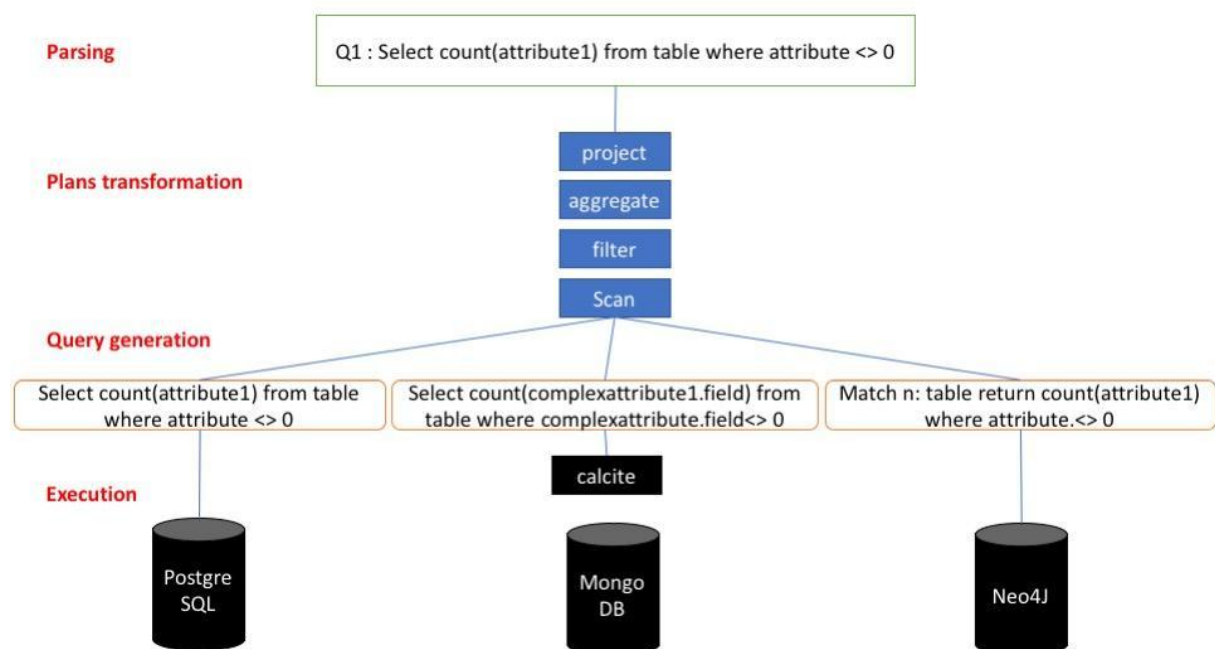 Parsing
Q1 : Select count(attribute1) from table where attribute <> 0
project
Plans transformation
aggregate
filter
Scan
Query generation
Select count(attribute1) from table
where attribute <> 0
Select count(complexattribute1.field) from
table where complexattribute.field<> 0
Match n: table return count(attribute1)
where attribute.<> 0
calcite
Execution
Postgre
SQL
Mongo
DB
Neo4J